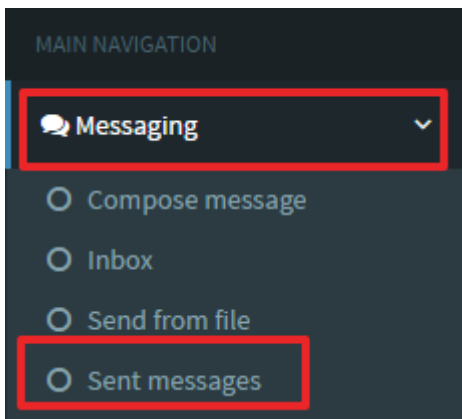 MAIN NAVIGATION
Messaging
Compose message
Inbox
Send from file
Sent messages